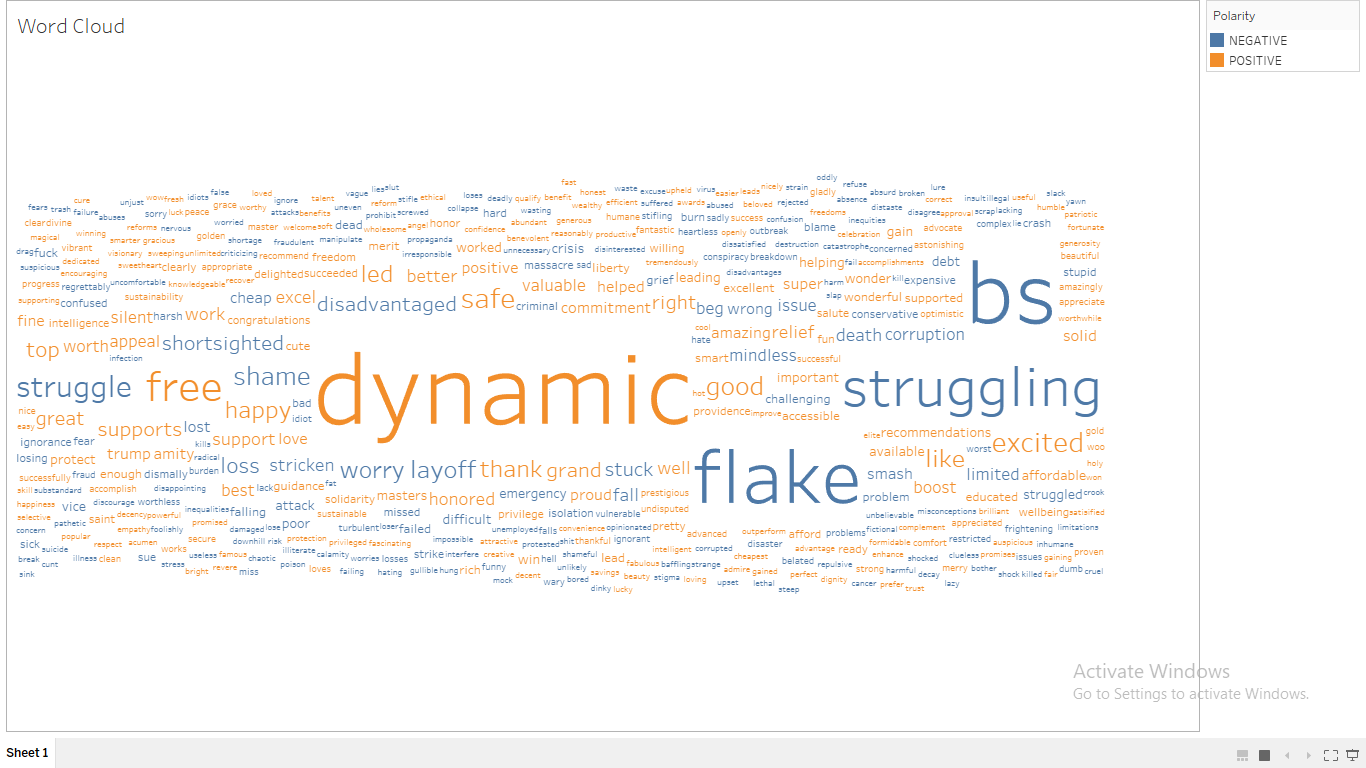 Word Cloud
Polarity
NEGATIVE
POSITIVE
oddly
fast
false
lies slut
nicely strain
refuse
lure
cure
wow fresh idiots
loved
ignore
talent
vague
reform
stifle ethical
loses
deadly qualify benefit
honest
waste
excuse upheld
virus easier leads
gladly
absence
absurd broken
correct
insult illegal useful
slack
fears trash failure
unjust
grace worthy
attacks benefits
uneven
prohibit screwed
collapse
hard
wasting
wealthy efficient
suffered awards abused
beloved rejected
freedoms
distaste
disagree approval scrap lacking
humble
yawn
cleardivine
abuses
sorry luck peace
worried
master
welcome soft dead
wholesome angel honor
confidence
abundant
generous
humane stifling
burn sadly success confusion
blame
inequities
gain
advocate
complex lie crash
patriotic
fortunate
magical
winning
reforms nervous
golden
shortage
fraudulent manipulate
merit
propaganda
benevolent
reasonably productive
fantastic
heartless openly outbreak
celebration
generosity
drag fuck
vibrant
smarter gracious
visionary sweeping unlimited criticizing
recommend
freedom
irresponsible
worked unnecessary crisis disinterested willing
dissatisfied destruction catastrophe concerned astonishing
beautiful
suspicious
dedicated
encouraging
sweetheart clearly appropriate
delighted succeeded
led
better
positive
massacre sad liberty
tremendously
conspiracy breakdown
helping fail accomplishments
debt
bs
stupid
progress regrettably
uncomfortable
knowledgeable recover
valuable
helped
grief leading
disadvantages
excellent
super harm
wonder kill expensive
amazingly
supporting confused
sustainability
cheap excel
disadvantaged
safe
criminal
commitment
right
beg wrong
issue
slap
wonderful supported
appreciate
fine intelligence
silent harsh work
congratulations
salute conservative optimistic
worthwhile
top worth appeal
infection
shortsighted cute
cool
hate
amazing relief
fun death corruption
solid
smart mindless successful
struggle
free
shame
dynamic
hot good
important
challenging
struggling
nice
easy
great
happy
bad
idiot
providence improve accessible
supports lost
ignorance fear
kills support love
elite recommendations
excited
gold
woo
losing protect
trump amity radical
available
like
worst
holy
successfully
fraud enough dismally burden
loss
stricken
worry layoff
thank
grand
stuck well
flake
smash
limited
affordable won
skill substandard accomplish disappointing
best lack guidance fat
problem
boost
educated struggled crook
happiness
vice
discourage worthless
attack
solidarity masters honored
emergency proud fall prestigious
selective
decency powerful
inequalities falling
sustainable
missed
privilege isolation vulnerable
undisputed
unbelievable
misconceptions brilliant
wellbeing satisfied
concern
pathetic
saint
empathy foolishly
promised
damaged lose poor
turbulent loser failed
difficult
unemployed falls convenience opinionated pretty
advanced
outperform afford problems
fictional complement
appreciated
frightening limitations
popular
secure
sick
suicide
respect acumen
works
downhill risk
protection
privileged fascinating
impossible
attractive protested shit thankful ignorant
disaster
formidable comfort
restricted auspicious inhumane
break
illness clean
sue
useless famous
chaotic
illiterate calamity
worries losses
strike interfere creative
win hell
shameful
lead
intelligent corrupted
cheapest
advantage ready
enhance shocked
clueless promises issues gaining
proven
cunt
stress
bright revere
miss
poison loves
failing
hating gullible hung rich funny
unlikely
fabulous
baffling strange
admire gained
belated
repulsive
strong harmful decay
merry
bother
shock killed fair
dumb cruel
sink
mock
decent
wary bored
savings
beauty stigma loving
upset
lethal
perfect dignity
cancer prefer
trust
lazy
dinky lucky
steep
Activate Windows
Go to Settings to activate Windows.
Sheet 1